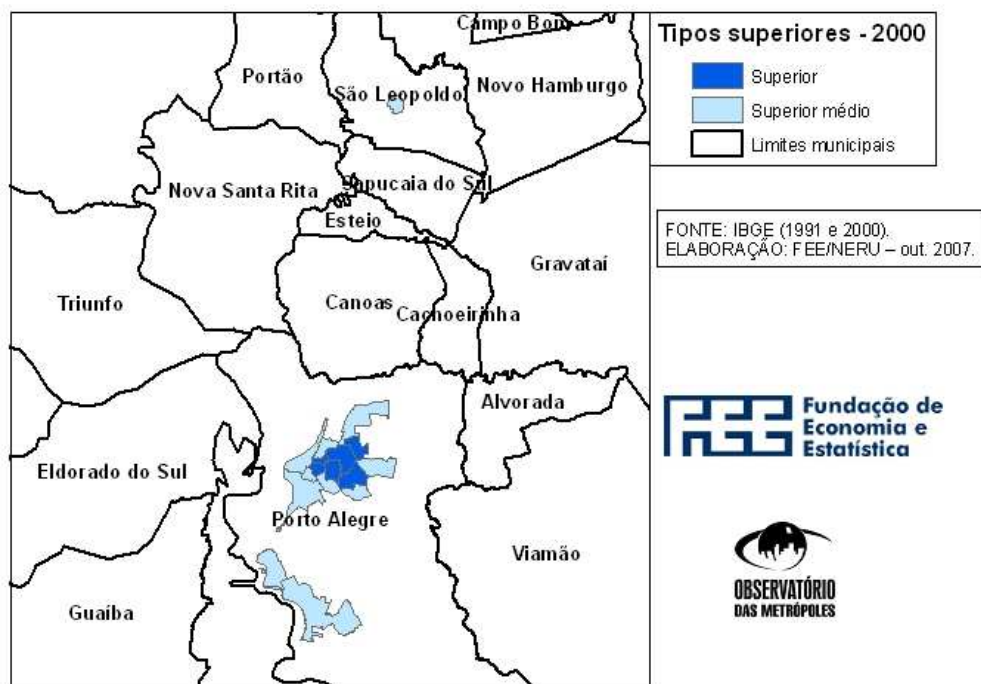 Campo Bom
Tipos superiores - 2000
Portão
São Leopoldo
Novo Hamburgo
Superior
Superior médio
Limites municipais
Nova Santa Rita
Sapucaia do Sul
Esteio
FONTE: IBGE (1991 e 2000).
ELABORAÇÃO: FEE/NERU – out. 2007.
Gravataí
Triunfo
Canoas
Cachoeirinha
Alvorada
FEE
Fundação de
Economia e
Estatística
Eldorado do Sul
Porto Alegre
Viamão
Guaíba
OBSERVATÓRIO
DAS METRÓPOLES